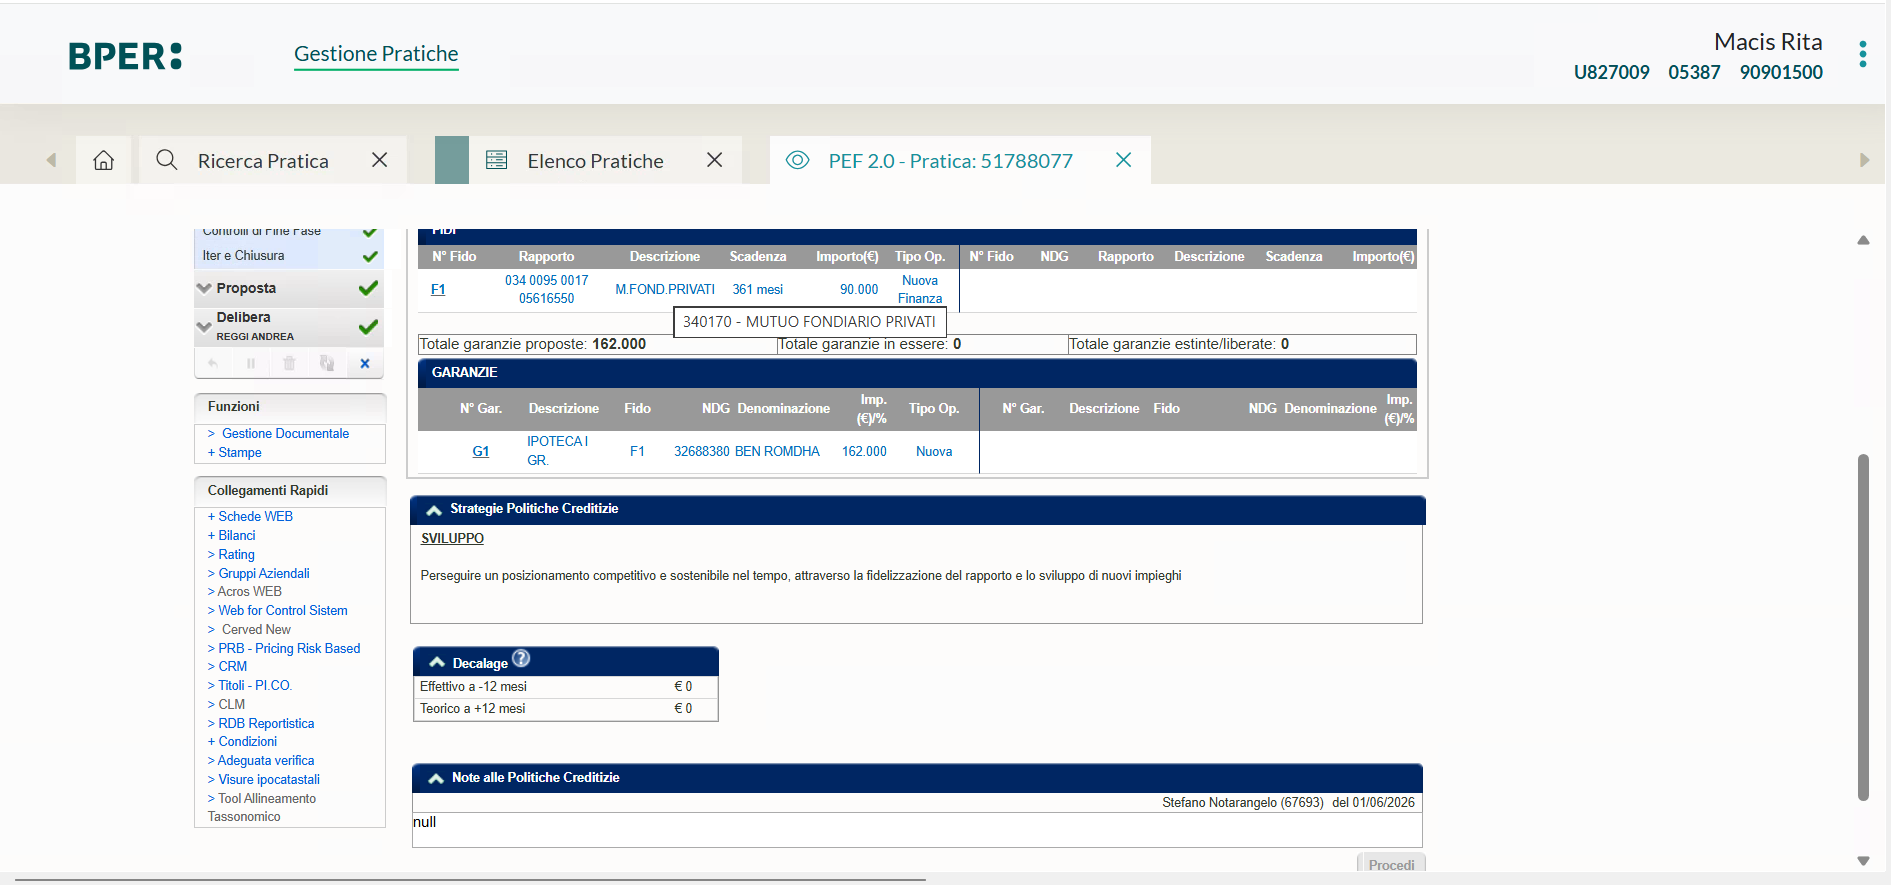 BPER:
Gestione Pratiche
Macis Rita
U827009 05387 90901500
Ricerca Pratica
Elenco Pratiche
PEF 2.0 - Pratica: 51788077
Controlli di Fine Fase
Iter e Chiusura
Proposta
Delibera
REGGI ANDREA
Funzioni
> Gestione Documentale
+ Stampe
Collegamenti Rapidi
+ Schede WEB
+ Bilanci
> Rating
> Gruppi Aziendali
> Acros WEB
> Web for Control Sistem
> Cerved New
> PRB - Pricing Risk Based
> CRM
> Titoli - PI.CO.
> CLM
> RDB Reportistica
+ Condizioni
> Adeguata verifica
> Visure ipocatastali
> Tool Allineamento
Tassonomico
FIDI
N° Fido Rapporto Descrizione Scadenza Importo(€) Tipo Op. N° Fido NDG Rapporto Descrizione Scadenza Importo(€)
F1 034 0095 0017 05616550 M.FOND.PRIVATI 361 mesi 90.000 Nuova Finanza
340170 - MUTUO FONDIARIO PRIVATI
Totale garanzie proposte: 162.000 Totale garanzie in essere: 0 Totale garanzie estinte/liberate: 0
GARANZIE
N° Gar. Descrizione Fido NDG Denominazione Imp. (€)/% Tipo Op. N° Gar. Descrizione Fido NDG Denominazione Imp. (€)/%
G1 IPOTECA I GR. F1 32688380 BEN ROMDHA 162.000 Nuova
Strategie Politiche Creditizie
SVILUPPO
Perseguire un posizionamento competitivo e sostenibile nel tempo, attraverso la fidelizzazione del rapporto e lo sviluppo di nuovi impieghi
Decalage ?
Effettivo a -12 mesi € 0
Teorico a +12 mesi € 0
Note alle Politiche Creditizie
Stefano Notarangelo (67693) del 01/06/2026
null
Procedi